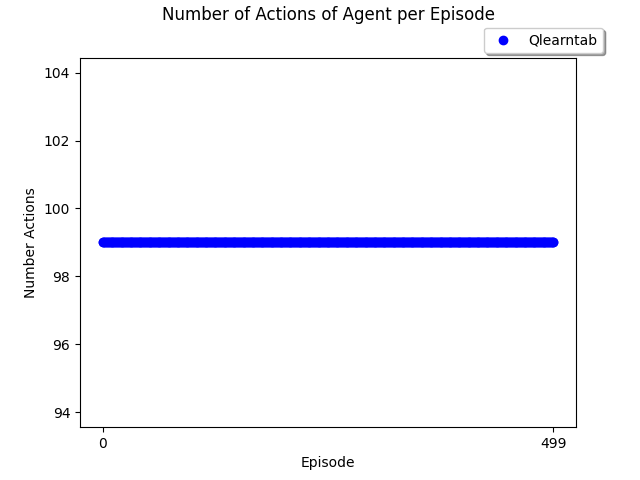 Number of Actions of Agent per Episode
Qlearntab
104
102
100
98
96
94
Number Actions
0
499
Episode